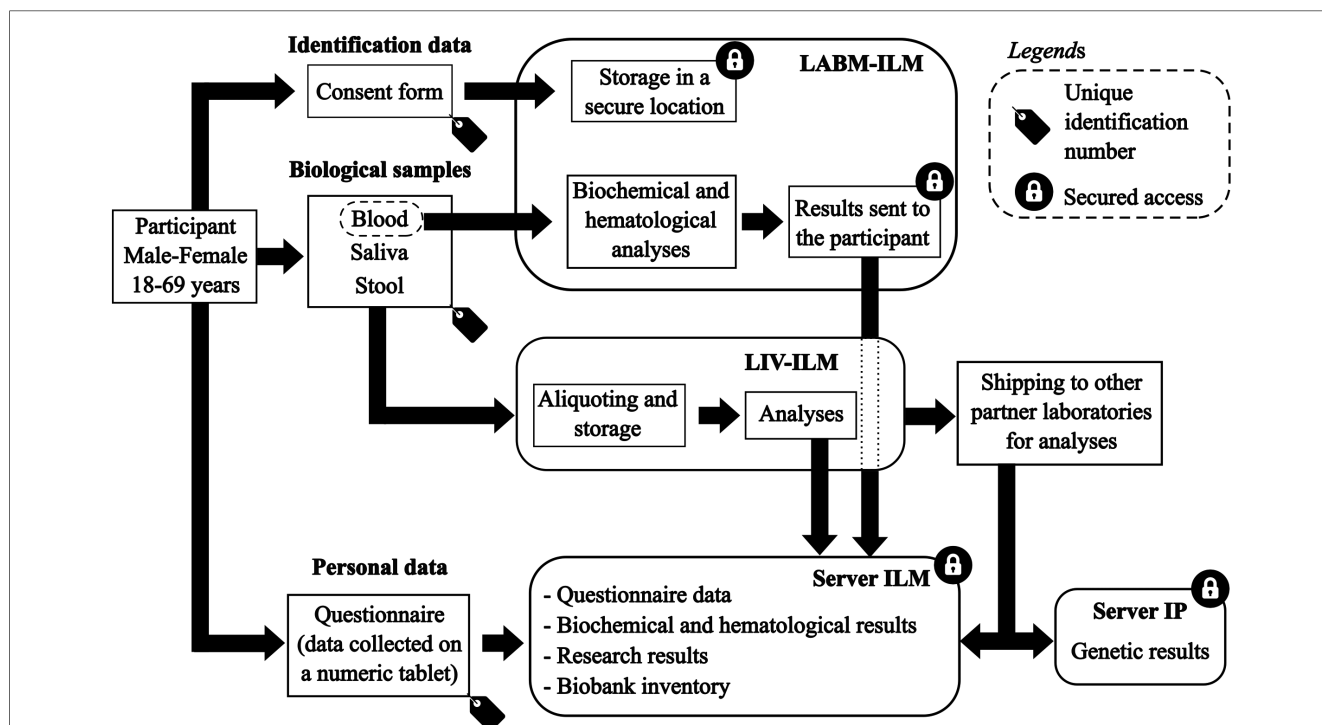 Identification data
Consent form
LABM-ILM
Storage in a
secure location
Legends
Unique
identification
number
Secured access
Biological samples
Blood
Saliva
Stool
Biochemical and
hematological
analyses
Results sent to
the participant
Participant
Male-Female
18-69 years
LIV-ILM
Aliquoting and
storage
Analyses
Shipping to other
partner laboratories
for analyses
Personal data
Questionnaire
(data collected on
a numeric tablet)
Server ILM
- Questionnaire data
- Biochemical and hematological results
- Research results
- Biobank inventory
Server IP
Genetic results